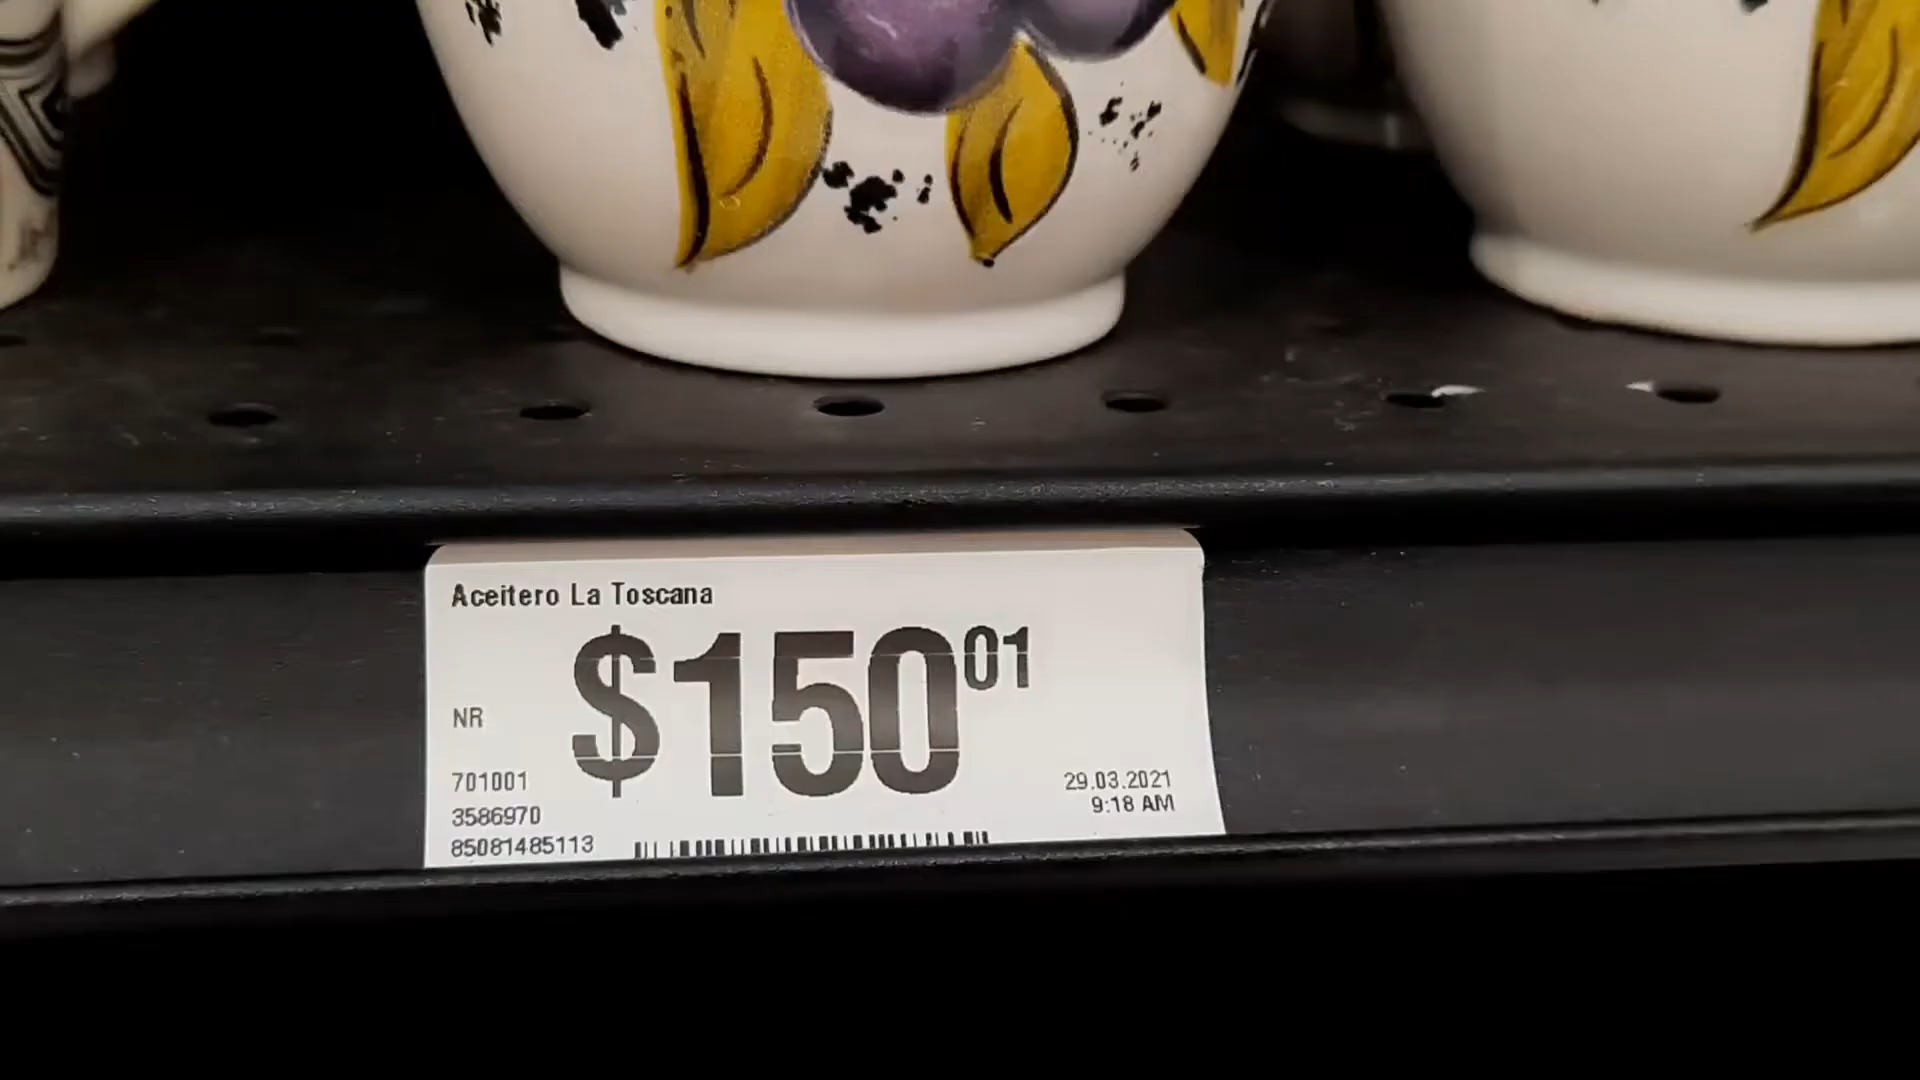 Aceitero La Toscana
$150 01
NR
701001
3586970
85081485113
29.03.2021
9:18 AM